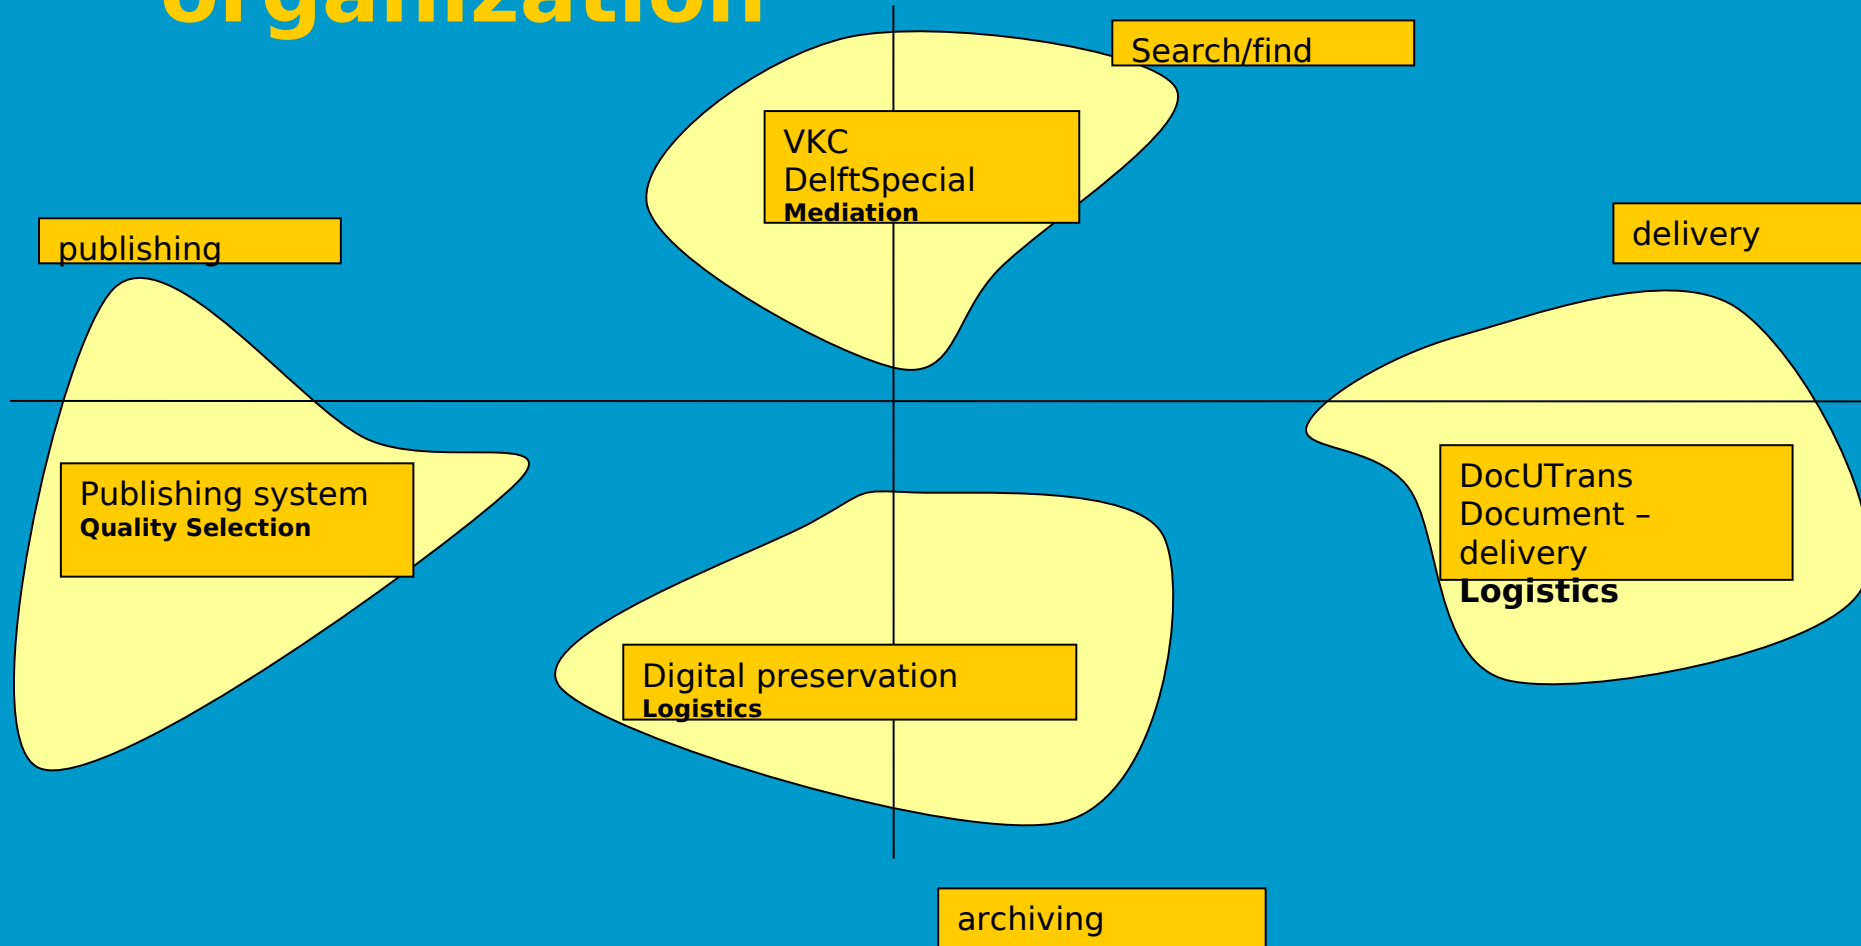 organization
Search/find
VKC
DelftSpecial
Mediation
publishing
delivery
Publishing system
Quality Selection
DocUTrans
Document –
delivery
Logistics
Digital preservation
Logistics
archiving